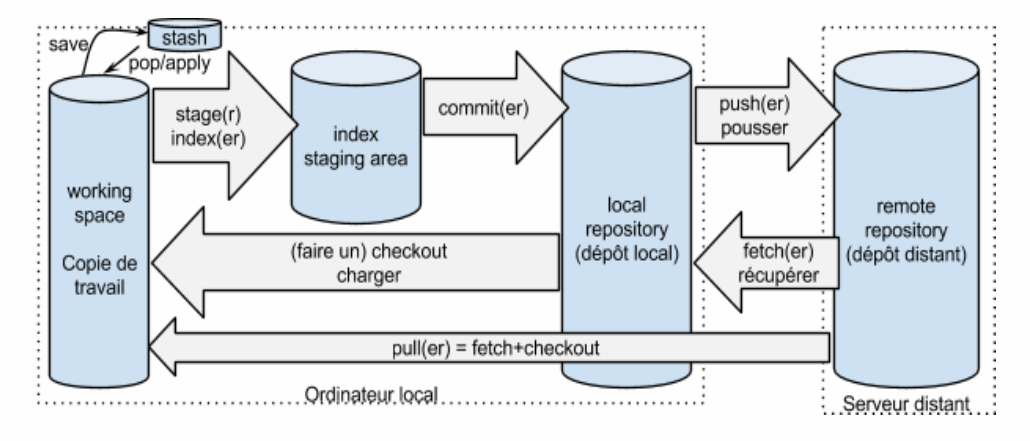 save
stash
pop/apply
stage(r)
index(er)
index
staging area
commit(er)
push(er)
pousser
working
space
Copie de
travail
local
repository
(dépôt local)
remote
repository
(dépôt distant)
(faire un) checkout
charger
fetch(er)
récupérer
pull(er) = fetch+checkout
Ordinateur local
Serveur distant